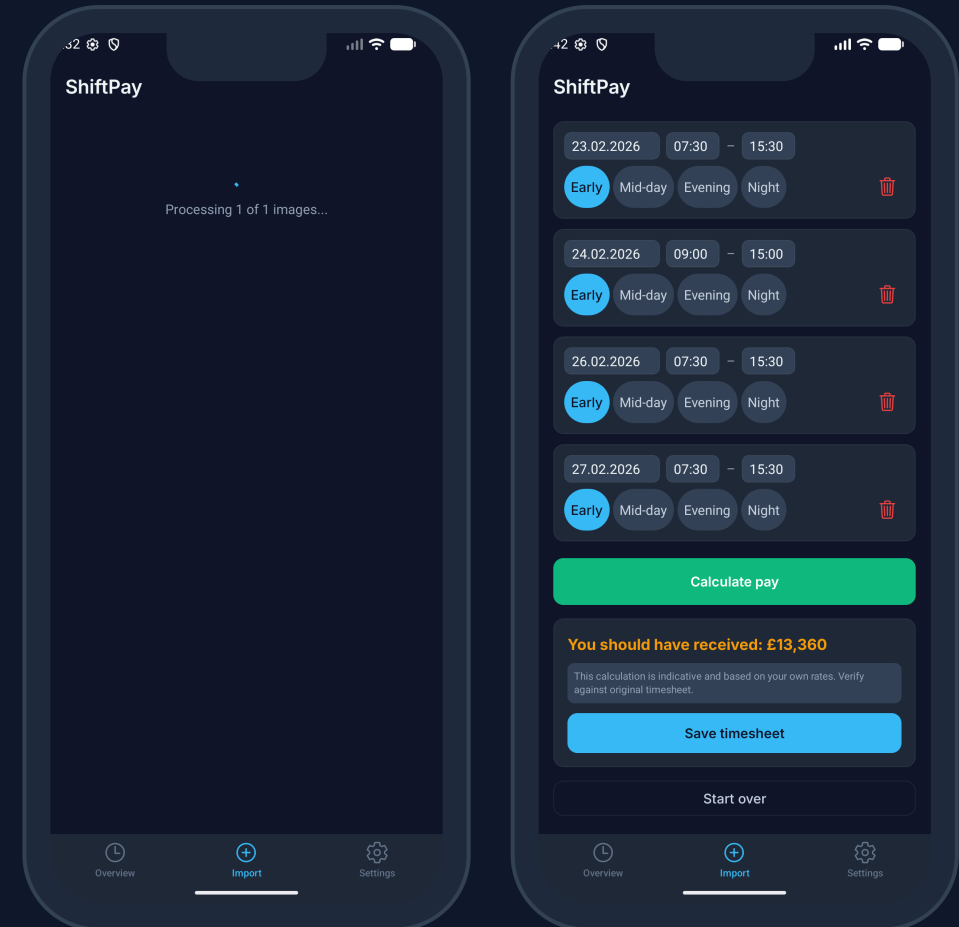 :32
ShiftPay
Processing 1 of 1 images...
Overview
Import
Settings
42
ShiftPay
23.02.2026 07:30 – 15:30
Early Mid-day Evening Night
24.02.2026 09:00 – 15:00
Early Mid-day Evening Night
26.02.2026 07:30 – 15:30
Early Mid-day Evening Night
27.02.2026 07:30 – 15:30
Early Mid-day Evening Night
Calculate pay
You should have received: £13,360
This calculation is indicative and based on your own rates. Verify
against original timesheet.
Save timesheet
Start over
Overview
Import
Settings